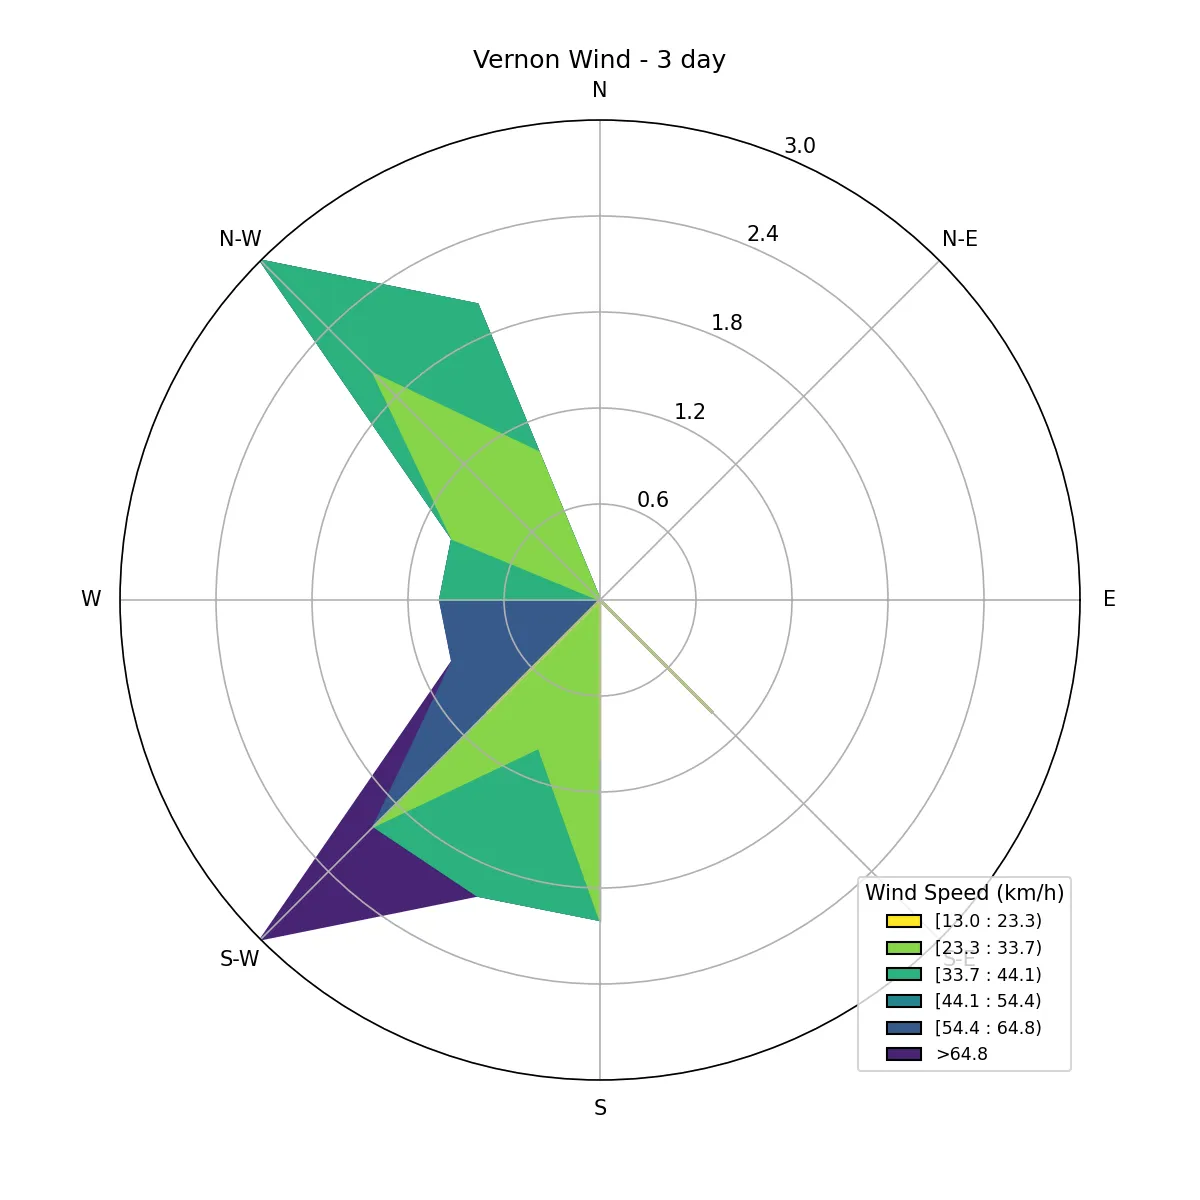 Vernon Wind - 3 day
N
3.0
2.4
N-W
N-E
1.8
1.2
0.6
W
E
Wind Speed (km/h)
[13.0 : 23.3)
[23.3 : 33.7)
S-W
S-E
[33.7 : 44.1)
[44.1 : 54.4)
[54.4 : 64.8)
>64.8
S